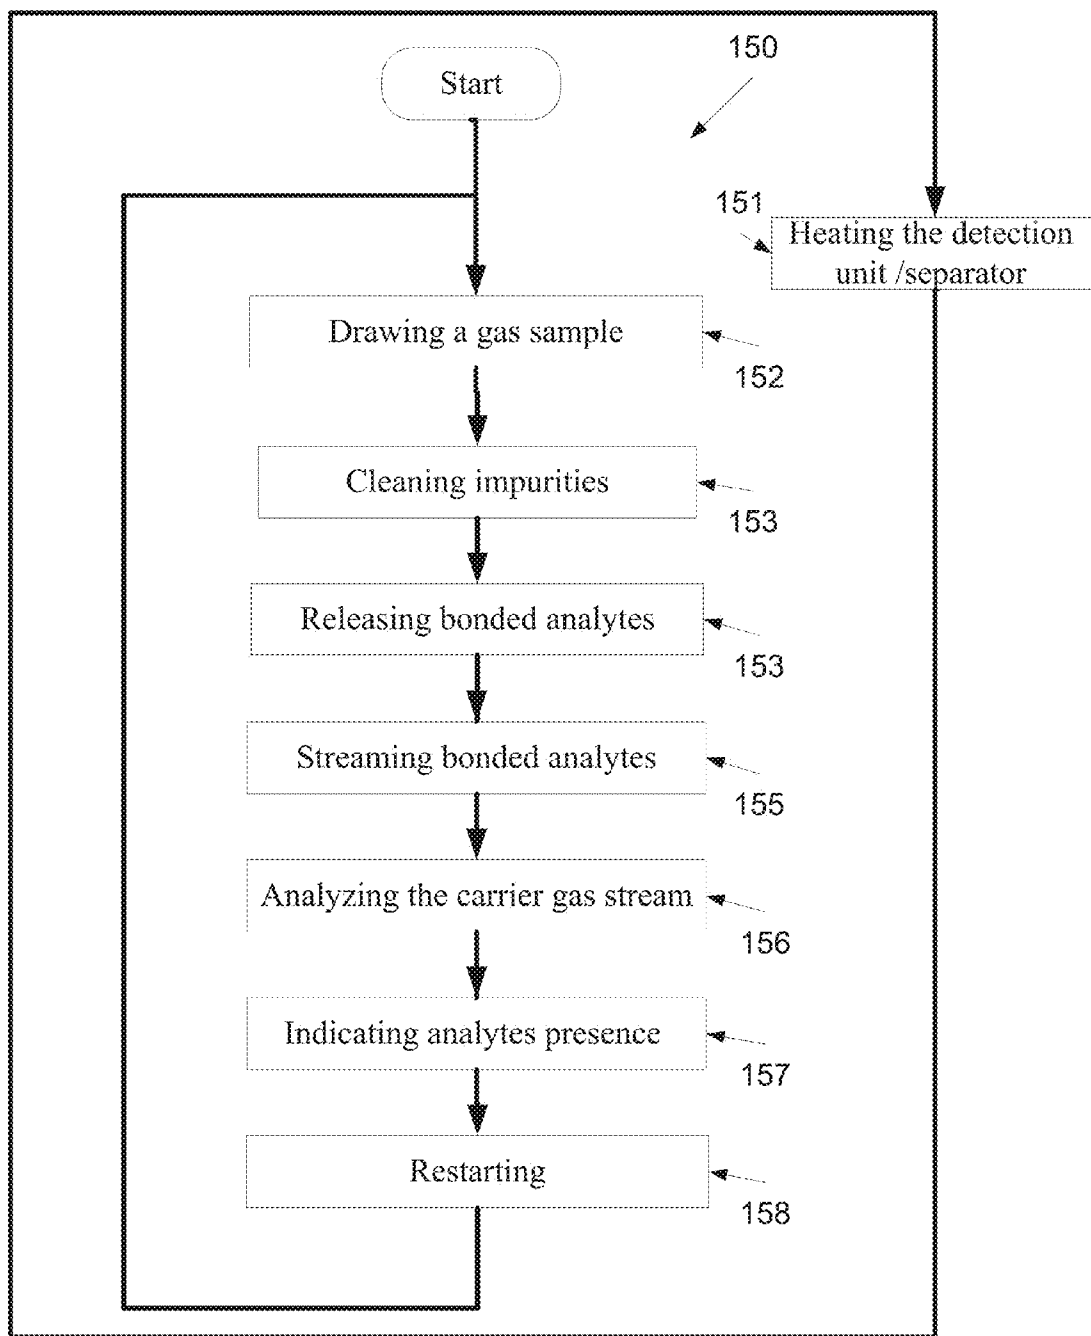 150
Start
151
Heating the detection
unit /separator
Drawing a gas sample
152
Cleaning impurities
153
Releasing bonded analytes
153
Streaming bonded analytes
155
Analyzing the carrier gas stream
156
Indicating analytes presence
157
Restarting
158